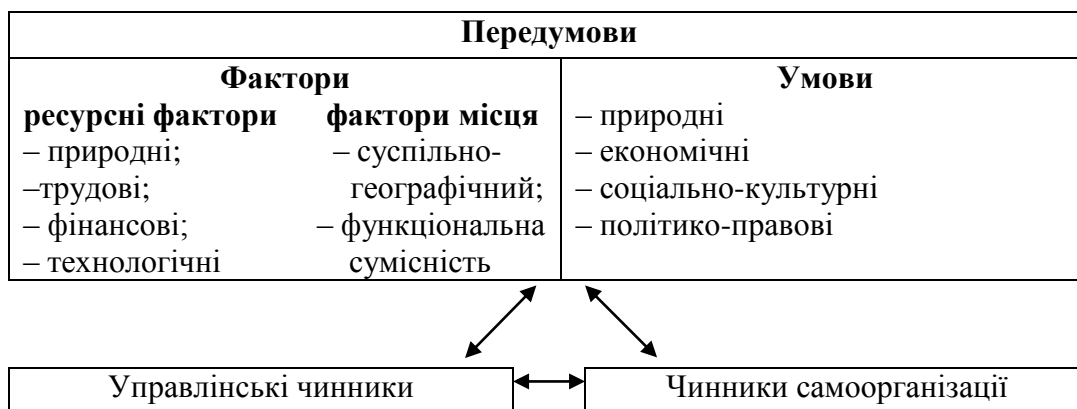 Передумови
Фактори
ресурсні фактори
– природні;
–трудові;
– фінансові;
– технологічні
фактори місця
– суспільно-
географічний;
– функціональна
сумісність
Умови
– природні
– економічні
– соціально-культурні
– політико-правові
Управлінські чинники
Чинники самоорганізації